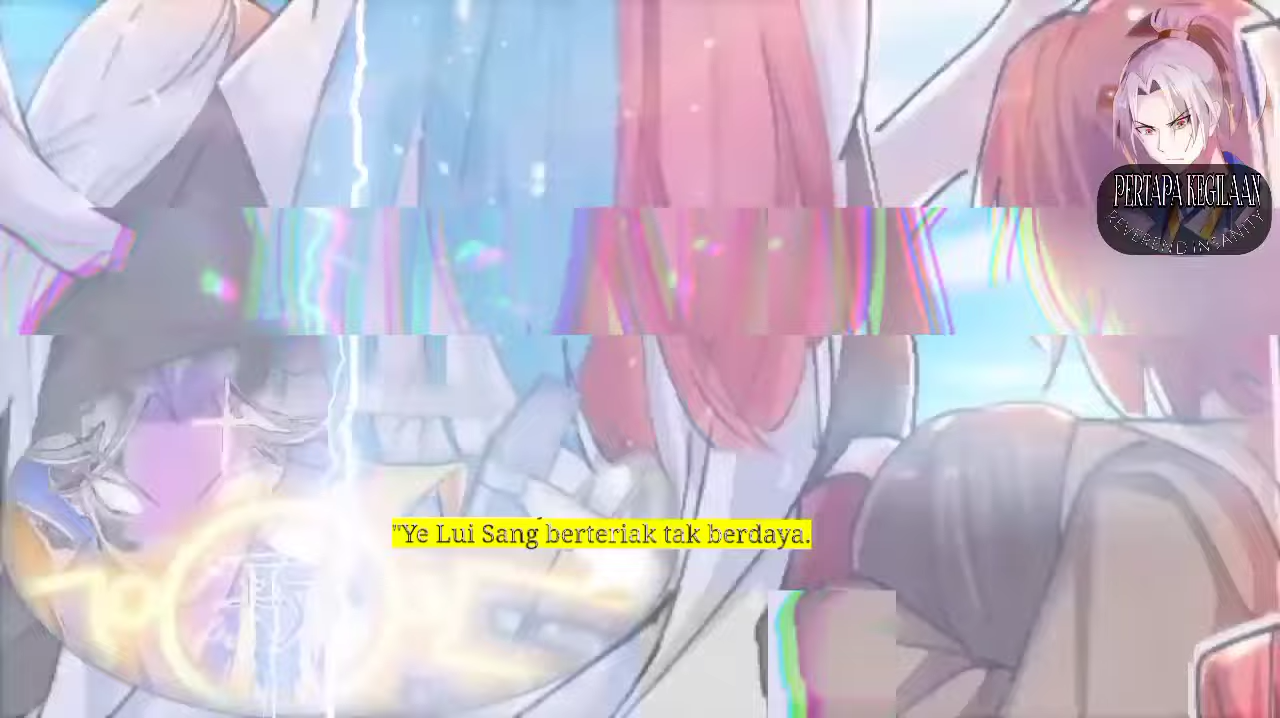 PERTAPA KEGILAAN
REVEREND INSANITY
"Ye Lui Sang berteriak tak berdaya.